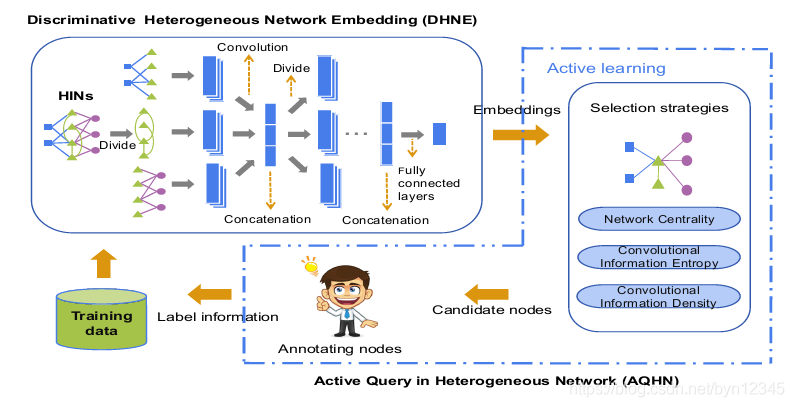 Discriminative Heterogeneous Network Embedding (DHNE)
Convolution
Divide
HINs
Divide
Fully
connected
layers
Concatenation
Concatenation
Embeddings
Active learning
Selection strategies
Network Centrality
Convolutional
Information Entropy
Convolutional
Information Density
Candidate nodes
Annotating nodes
Label information
Training
data
Active Query in Heterogeneous Network (AQHN)
https://blog.csdn.net/byn12345